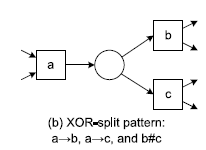 b
a
c
(b) XOR-split pattern:
a→b, a→c, and b#c